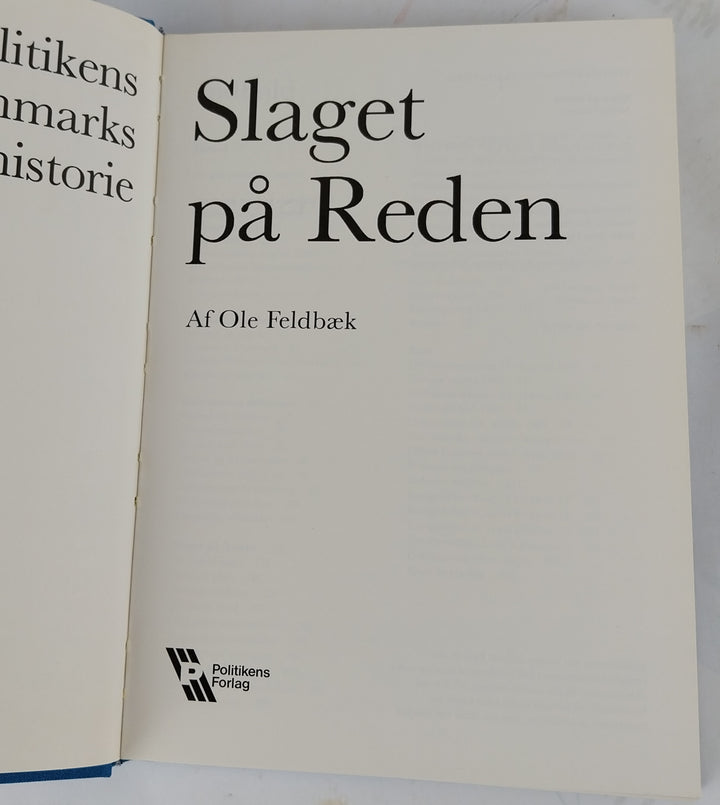 litikens
nmarks
historie
Slaget
på Reden
Af Ole Feldbæk
P
Politikens
Forlag